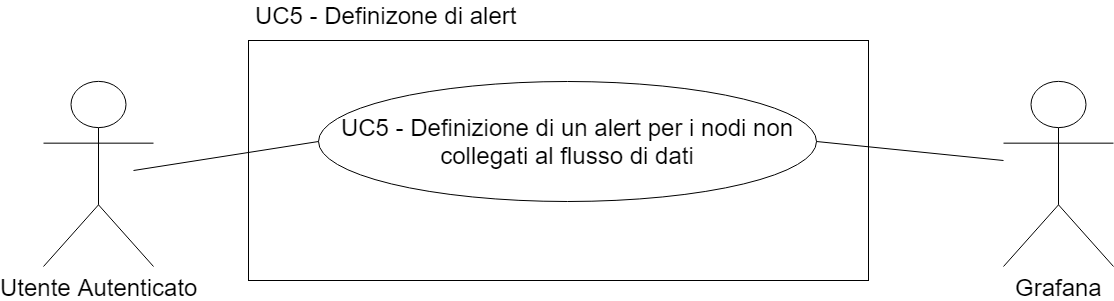 UC5 - Definizone di alert
UC5 - Definizione di un alert per i nodi non
collegati al flusso di dati
Utente Autenticato
Grafana